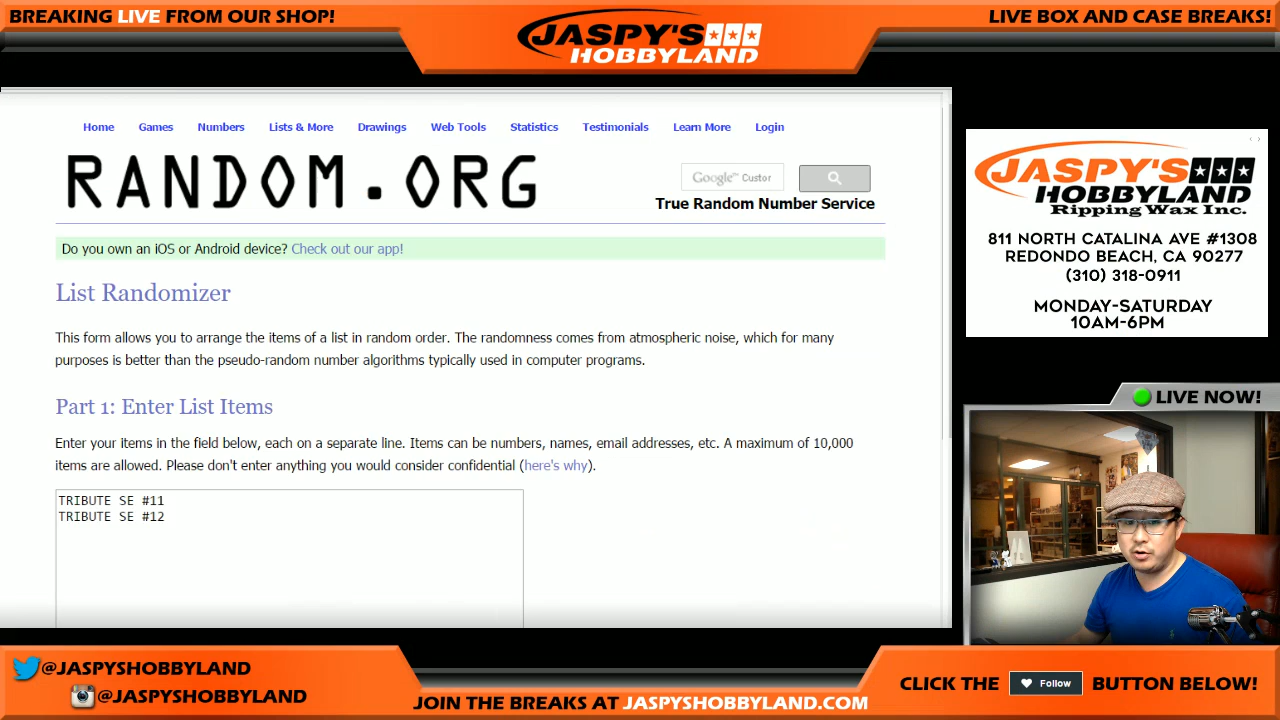 BREAKING LIVE FROM OUR SHOP!
JASPY'S
HOBBYLAND
LIVE BOX AND CASE BREAKS!
Home Games Numbers Lists & More Drawings Web Tools Statistics Testimonials Learn More Login
RANDOM.ORG
Google™ Custor
True Random Number Service
Do you own an iOS or Android device? Check out our app!
List Randomizer
This form allows you to arrange the items of a list in random order. The randomness comes from atmospheric noise, which for many
purposes is better than the pseudo-random number algorithms typically used in computer programs.
Part 1: Enter List Items
Enter your items in the field below, each on a separate line. Items can be numbers, names, email addresses, etc. A maximum of 10,000
items are allowed. Please don't enter anything you would consider confidential (here's why).
TRIBUTE SE #11
TRIBUTE SE #12
JASPY'S
HOBBYLAND
Ripping Wax Inc.
811 NORTH CATALINA AVE #1308
REDONDO BEACH, CA 90277
(310) 318-0911
MONDAY-SATURDAY
10AM-6PM
LIVE NOW!
@JASPYSHOBBYLAND
@JASPYSHOBBYLAND
JOIN THE BREAKS AT JASPYSHOBBYLAND.COM
CLICK THE Follow BUTTON BELOW!